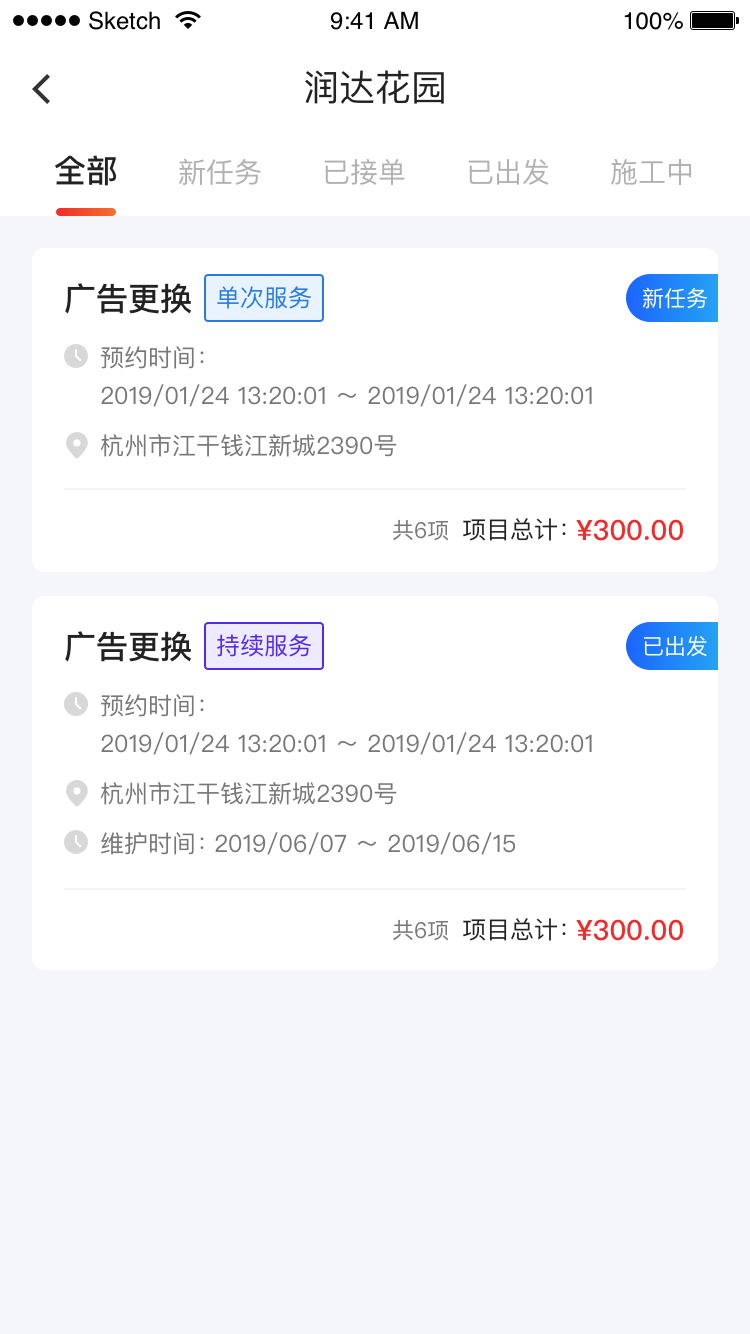 ●●●●● Sketch 9:41 AM 100%
润达花园
全部 新任务 已接单 已出发 施工中
广告更换 单次服务 新任务
预约时间：
2019/01/24 13:20:01 ～ 2019/01/24 13:20:01
杭州市江干钱江新城2390号
共6项 项目总计：¥300.00
广告更换 持续服务 已出发
预约时间：
2019/01/24 13:20:01 ～ 2019/01/24 13:20:01
杭州市江干钱江新城2390号
维护时间：2019/06/07 ～ 2019/06/15
共6项 项目总计：¥300.00